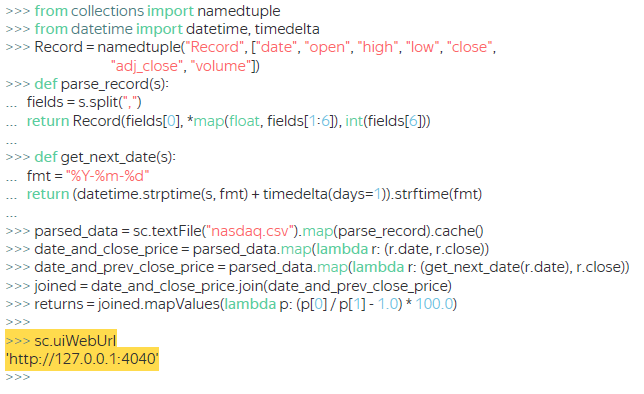 >>> from collections import namedtuple
>>> from datetime import datetime, timedelta
>>> Record = namedtuple("Record", ["date", "open", "high", "low", "close",
"adj_close", "volume"])
>>> def parse_record(s):
... fields = s.split(",")
... return Record(fields[0], *map(float, fields[1:6]), int(fields[6]))
...
>>> def get_next_date(s):
... fmt = "%Y-%m-%d"
... return (datetime.strptime(s, fmt) + timedelta(days=1)).strftime(fmt)
...
>>> parsed_data = sc.textFile("nasdaq.csv").map(parse_record).cache()
>>> date_and_close_price = parsed_data.map(lambda r: (r.date, r.close))
>>> date_and_prev_close_price = parsed_data.map(lambda r: (get_next_date(r.date), r.close))
>>> joined = date_and_close_price.join(date_and_prev_close_price)
>>> returns = joined.mapValues(lambda p: (p[0] / p[1] - 1.0) * 100.0)
>>>
>>> sc.uiWebUrl
'http://127.0.0.1:4040'
>>>